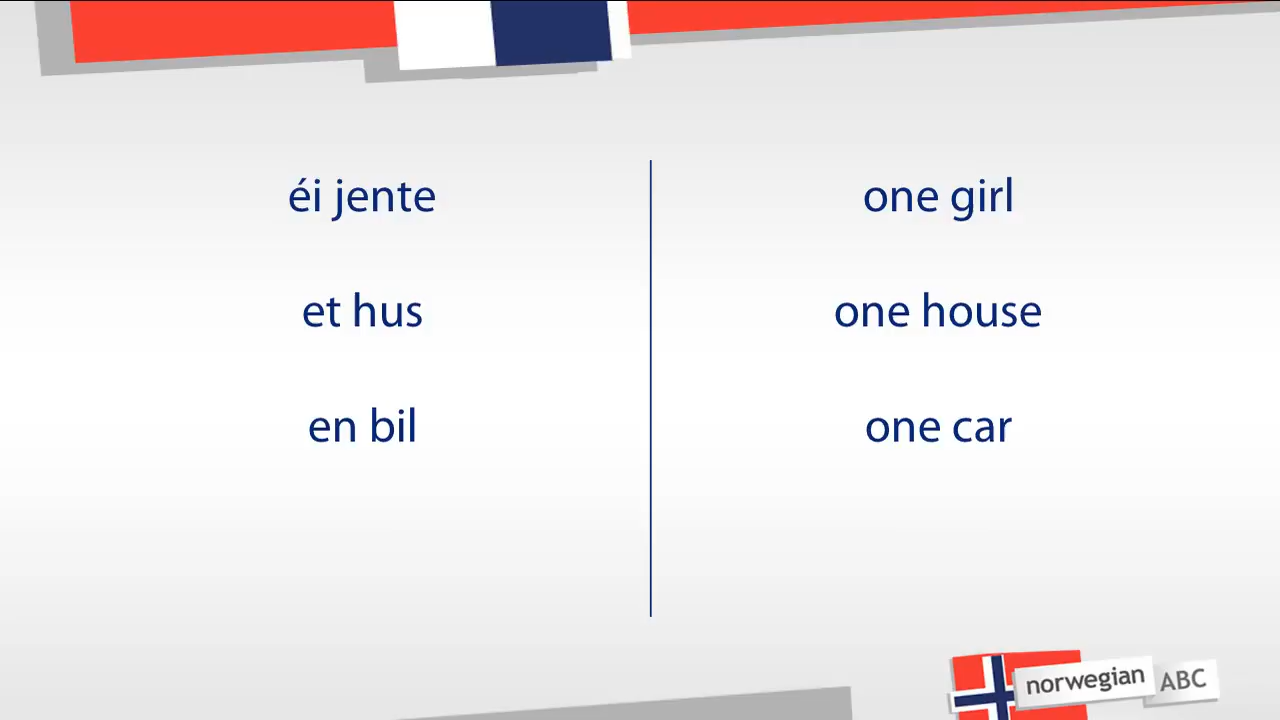 éi jente one girl
et hus one house
en bil one car
norwegian ABC